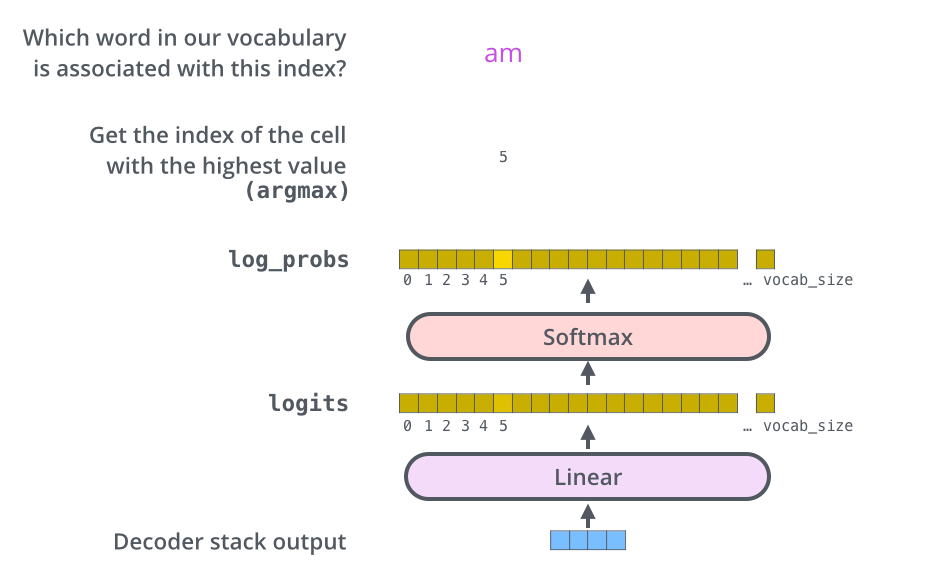 Which word in our vocabulary
is associated with this index?
am
Get the index of the cell
with the highest value
(argmax)
5
log_probs
0 1 2 3 4 5 … vocab_size
Softmax
logits
0 1 2 3 4 5 … vocab_size
Linear
Decoder stack output